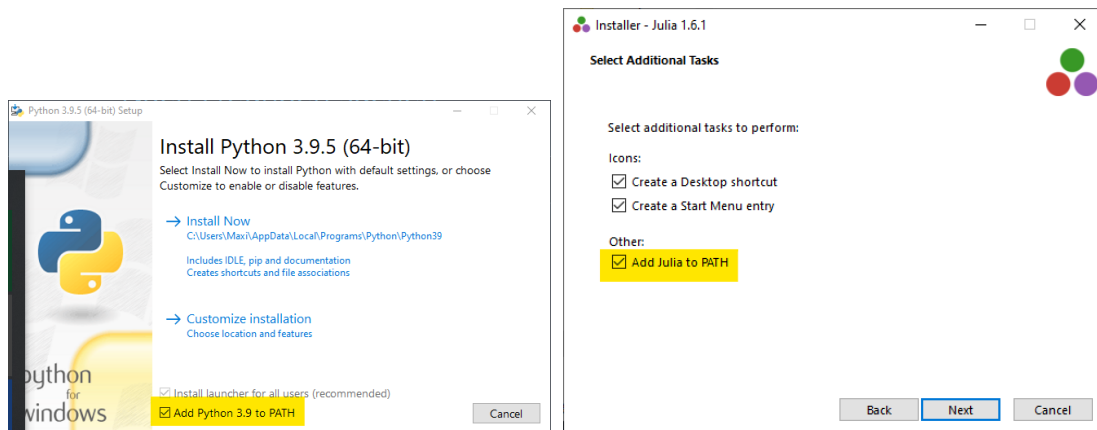 Python 3.9.5 (64-bit) Setup
Install Python 3.9.5 (64-bit)
Select Install Now to install Python with default settings, or choose
Customize to enable or disable features.
Install Now
C:\Users\Maxi\AppData\Local\Programs\Python\Python39
Includes IDLE, pip and documentation
Creates shortcuts and file associations
Customize installation
Choose location and features
python
for
windows
Install launcher for all users (recommended)
Add Python 3.9 to PATH
Cancel
Installer - Julia 1.6.1
Select Additional Tasks
Select additional tasks to perform:
Icons:
Create a Desktop shortcut
Create a Start Menu entry
Other:
Add Julia to PATH
Back Next Cancel